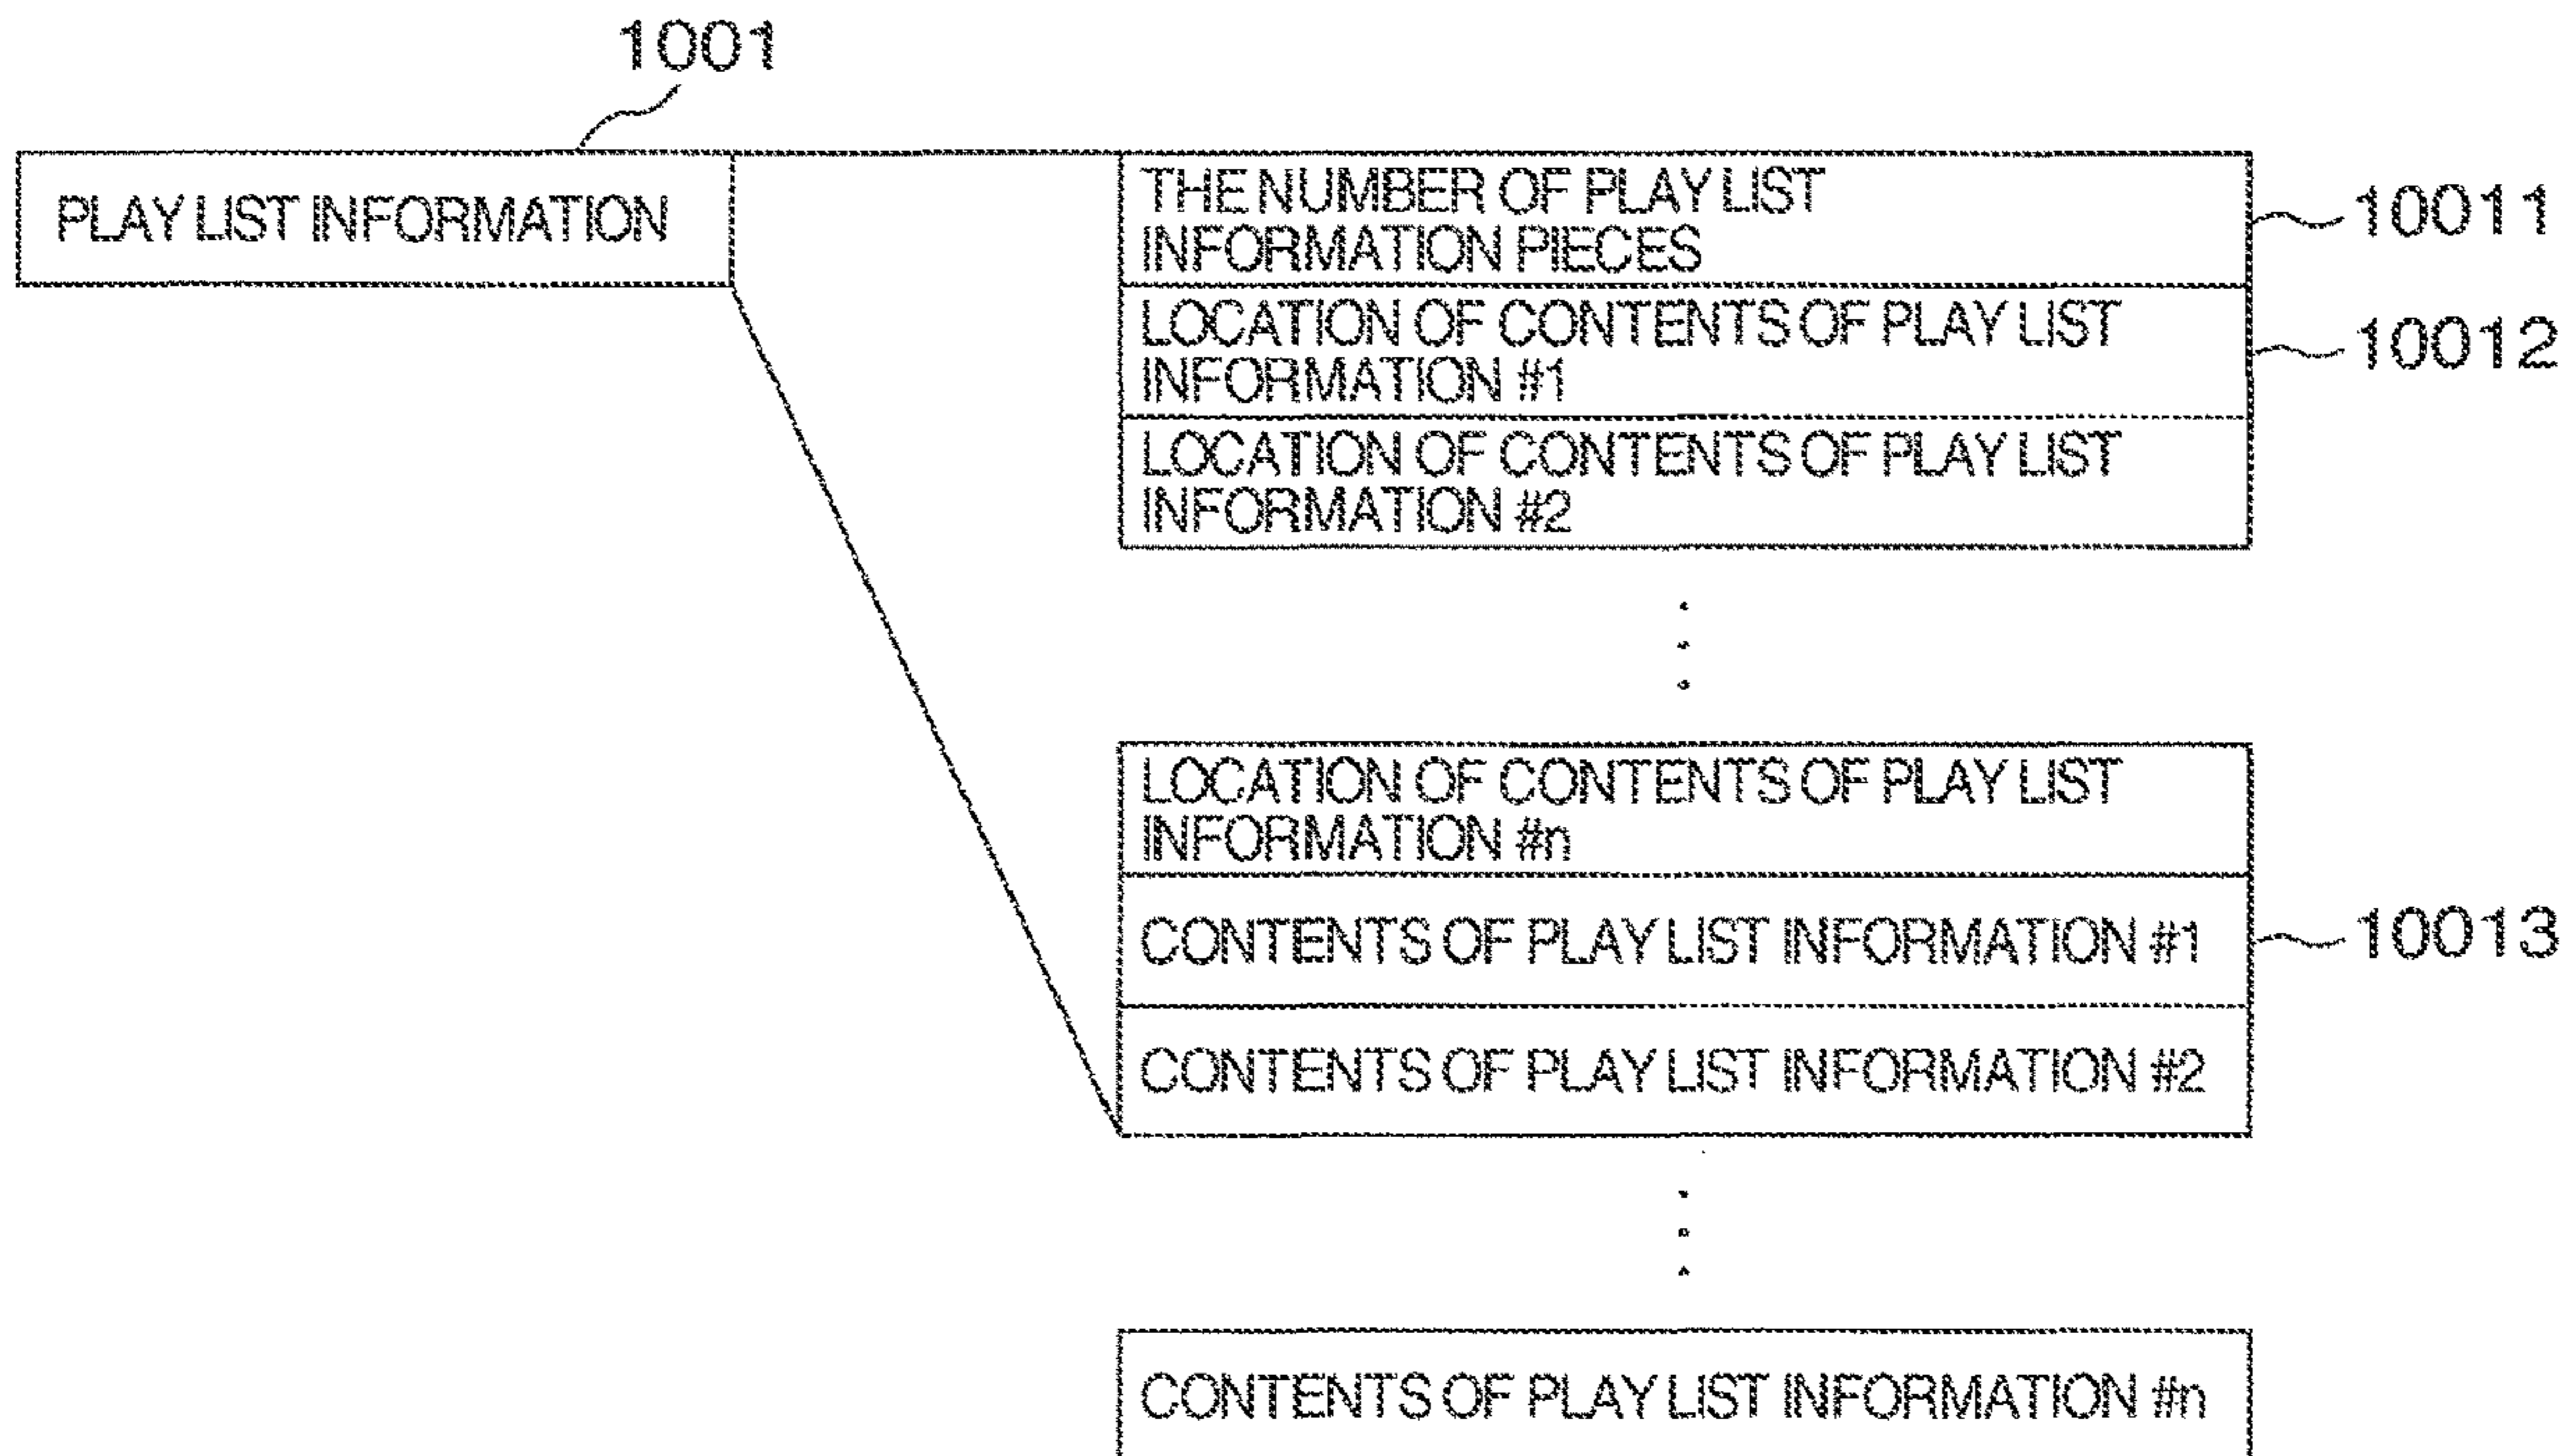 1001
PLAY LIST INFORMATION
THE NUMBER OF PLAY LIST
INFORMATION PIECES
10011
LOCATION OF CONTENTS OF PLAY LIST
INFORMATION #1
10012
LOCATION OF CONTENTS OF PLAY LIST
INFORMATION #2
LOCATION OF CONTENTS OF PLAY LIST
INFORMATION #n
CONTENTS OF PLAY LIST INFORMATION #1
10013
CONTENTS OF PLAY LIST INFORMATION #2
CONTENTS OF PLAY LIST INFORMATION #n